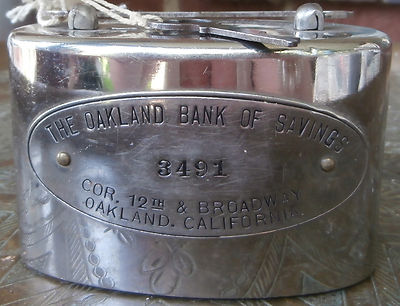 THE OAKLAND BANK OF SAVINGS
3491
COR. 12TH & BROADWAY
OAKLAND. CALIFORNIA.